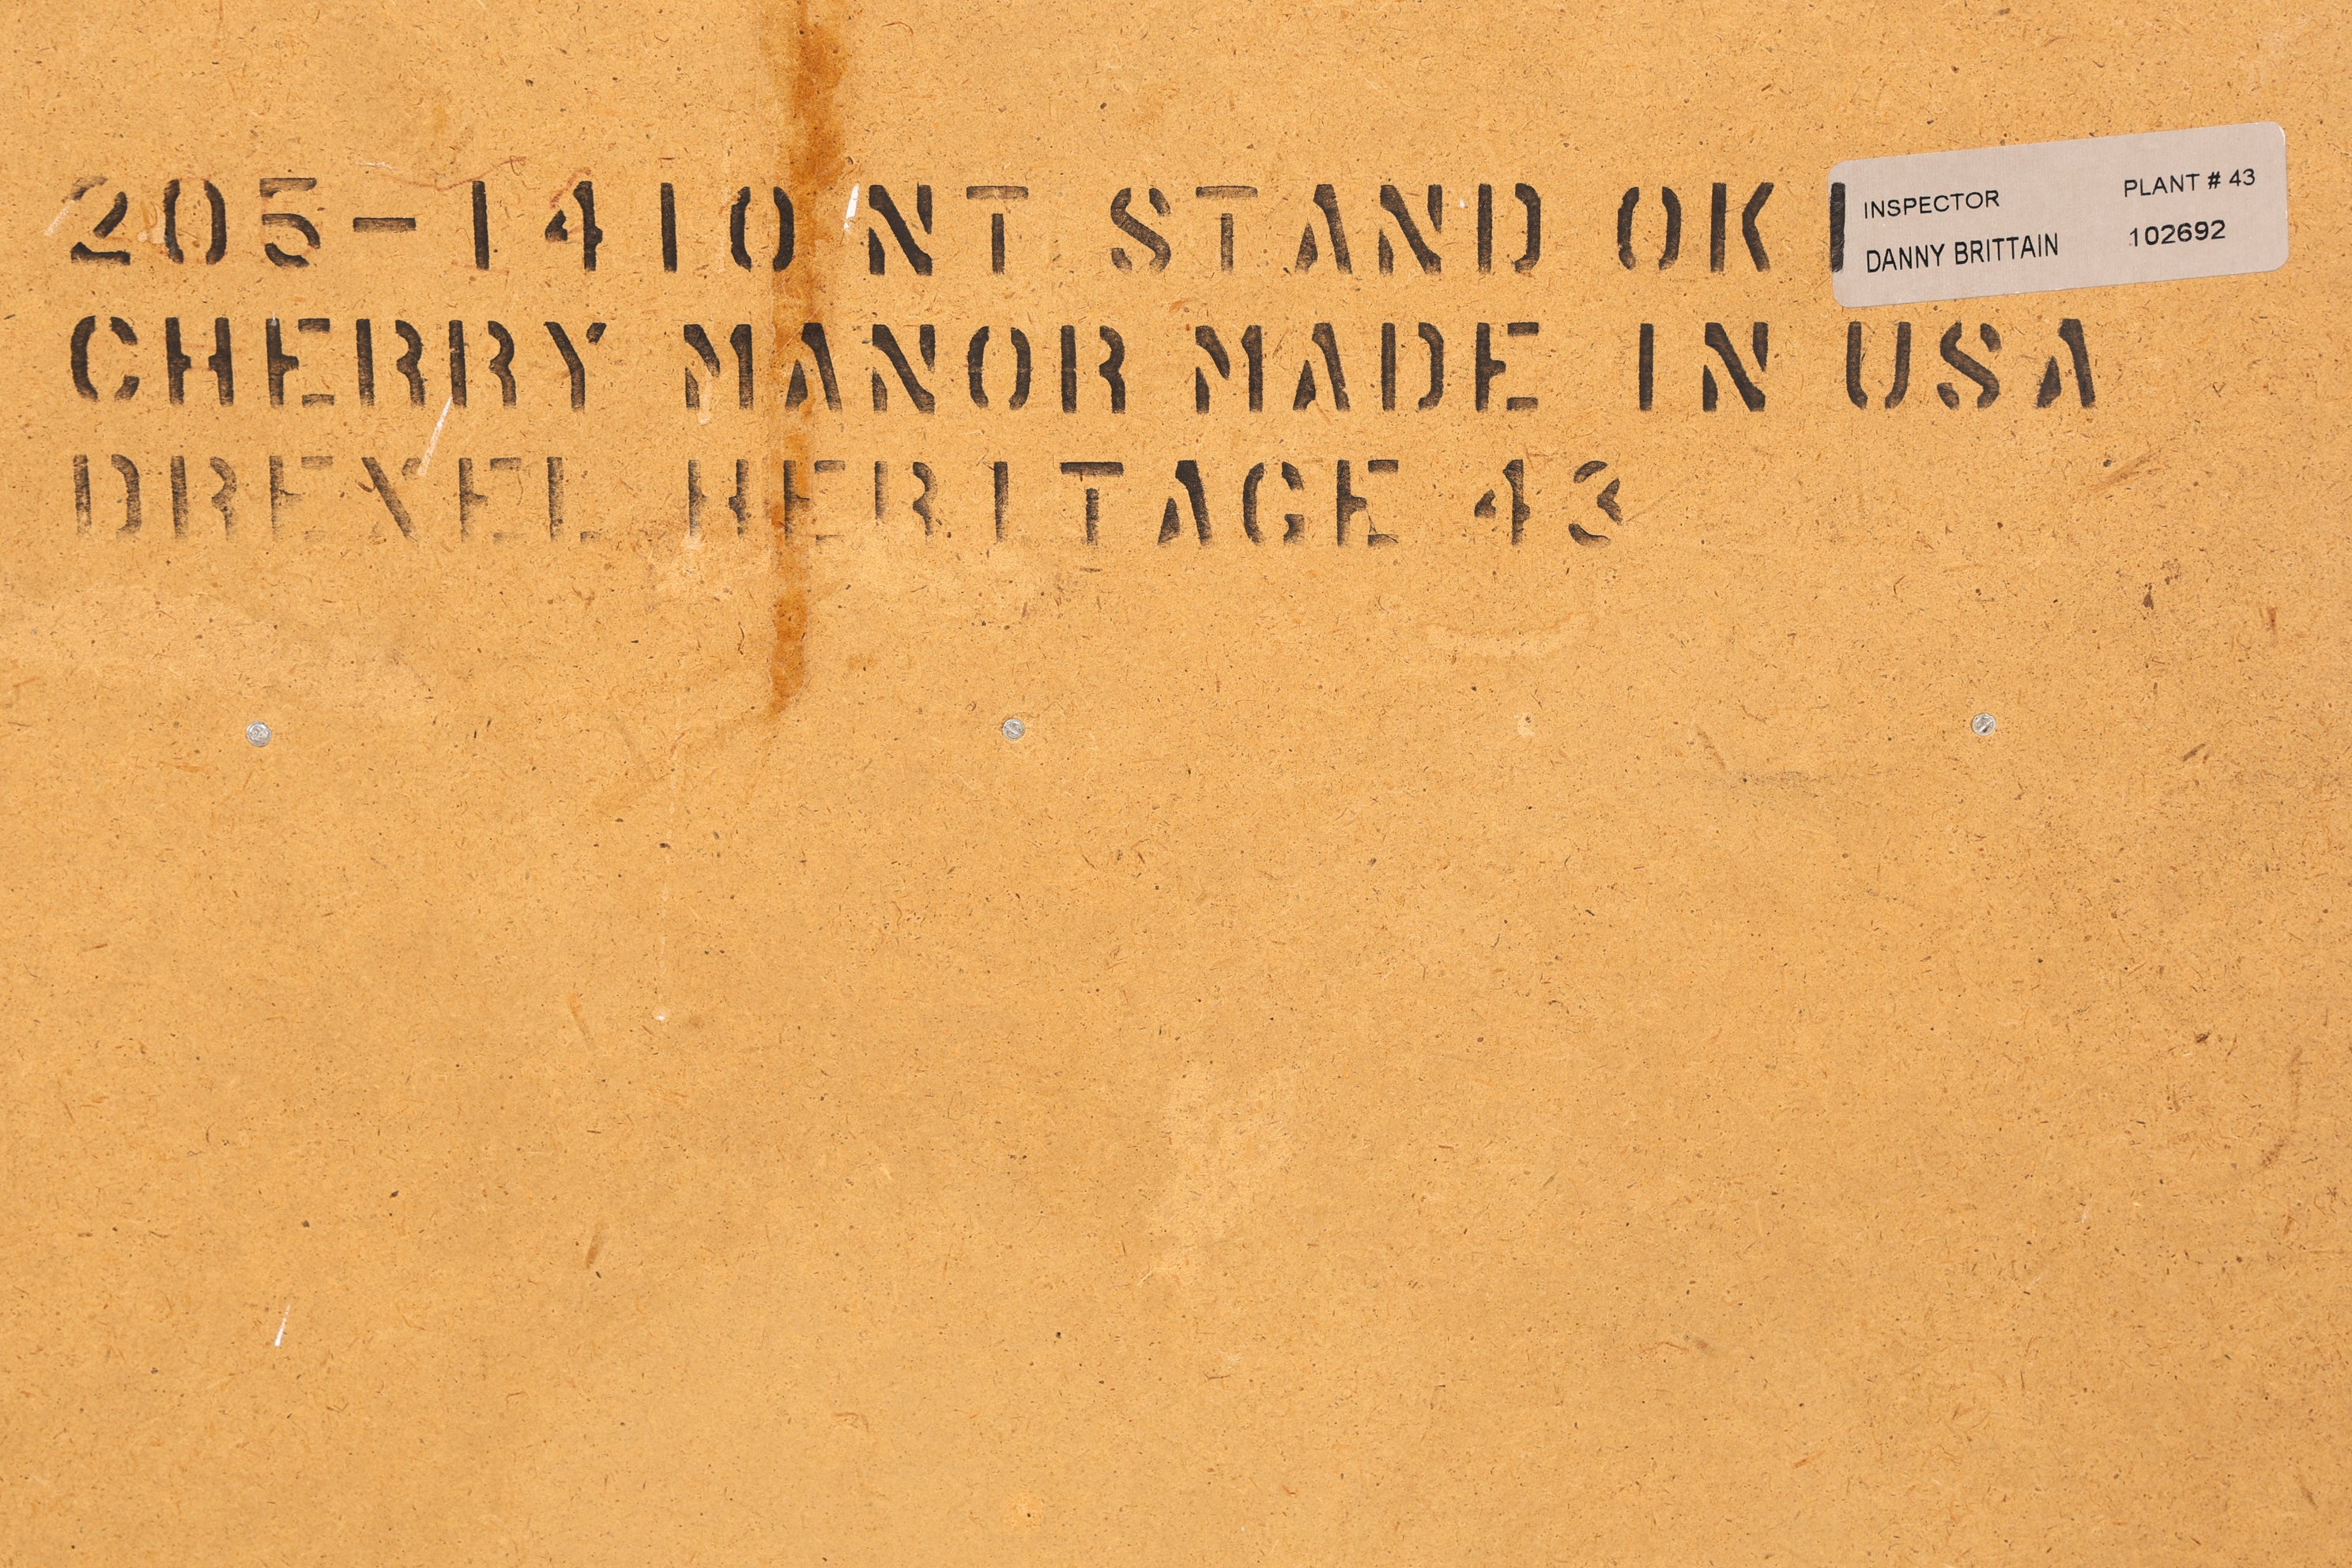 205-1410 NT STAND OK
CHERRY MANOR MADE IN USA
DREXEL HERITAGE 43
INSPECTOR PLANT # 43
DANNY BRITTAIN 102692